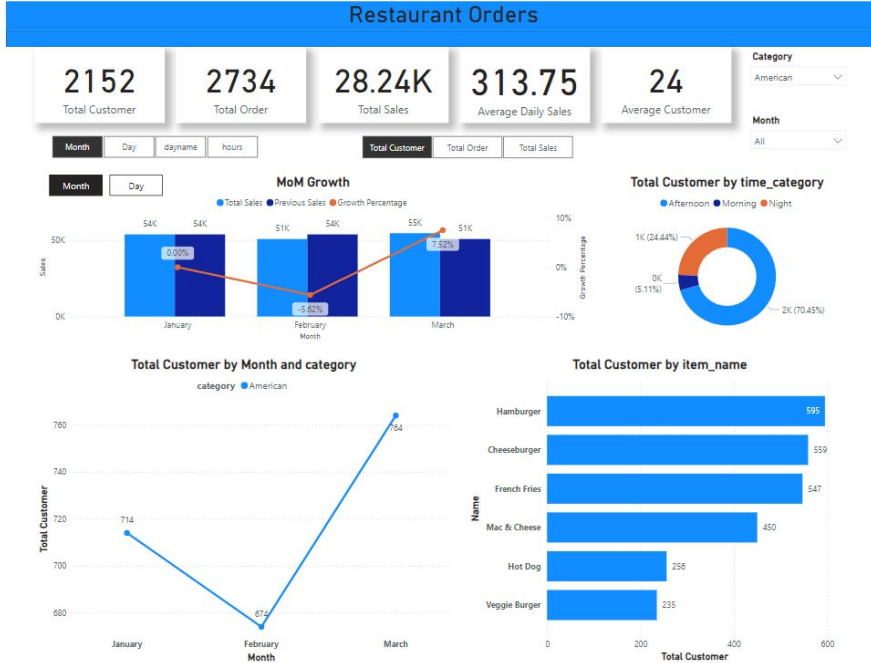 Restaurant Orders
2152
Total Customer
2734
Total Order
28.24K
Total Sales
313.75
Average Daily Sales
24
Average Customer
Category
American
Month
All
Month Day dayname hours
Total Customer Total Order Total Sales
Month Day
MoM Growth
Total Sales Previous Sales Growth Percentage
Sales
50K
0K
54K 54K
51K 54K
55K 51K
0.00%
-5.62%
7.52%
10%
0%
-10%
Growth Percentage
January February March
Month
Total Customer by time_category
Afternoon Morning Night
1K (24.44%)
0K
(5.11%)
2K (70.45%)
Total Customer by Month and category
category American
Total Customer
760
740
720
700
680
714
674
764
January February March
Month
Total Customer by item_name
Name
Hamburger 595
Cheeseburger 559
French Fries 547
Mac & Cheese 450
Hot Dog 256
Veggie Burger 235
0 200 400 600
Total Customer